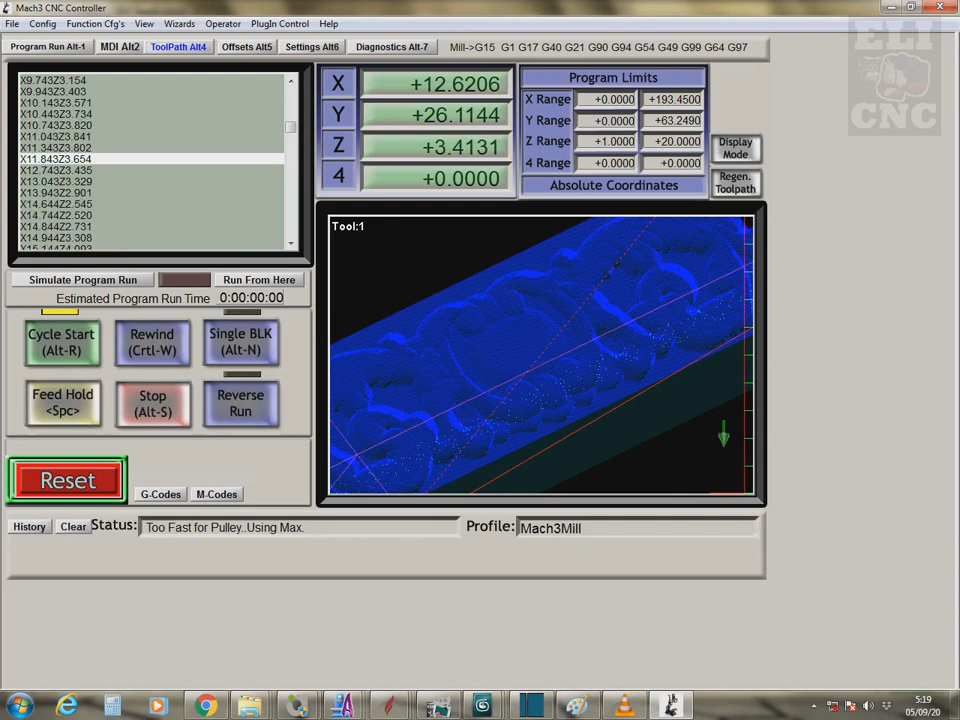 Mach3 CNC Controller
File Config Function Cfg's View Wizards Operator PlugIn Control Help
Program Run Alt-1 MDI Alt2 ToolPath Alt4 Offsets Alt5 Settings Alt6 Diagnostics Alt-7 Mill->G15 G1 G17 G40 G21 G90 G94 G54 G49 G99 G64 G97
ELI
CNC
X9.743Z3.154
X9.943Z3.403
X10.143Z3.571
X10.443Z3.734
X10.743Z3.820
X11.043Z3.841
X11.343Z3.802
X11.843Z3.654
X12.743Z3.435
X13.043Z3.329
X13.943Z2.901
X14.644Z2.545
X14.744Z2.520
X14.844Z2.731
X14.944Z3.308
X15.144Z4.093
X +12.6206
Y +26.1144
Z +3.4131
4 +0.0000
Program Limits
X Range +0.0000 +193.4500
Y Range +0.0000 +63.2490
Z Range +1.0000 +20.0000
4 Range +0.0000 +0.0000
Absolute Coordinates
Display
Mode
Regen.
Toolpath
Tool:1
Simulate Program Run Run From Here
Estimated Program Run Time 0:00:00:00
Cycle Start
(Alt-R)
Rewind
(Crtl-W)
Single BLK
(Alt-N)
Feed Hold
<Spc>
Stop
(Alt-S)
Reverse
Run
Reset
G-Codes M-Codes
History Clear Status: Too Fast for Pulley..Using Max. Profile: Mach3Mill
5:19
05/09/20